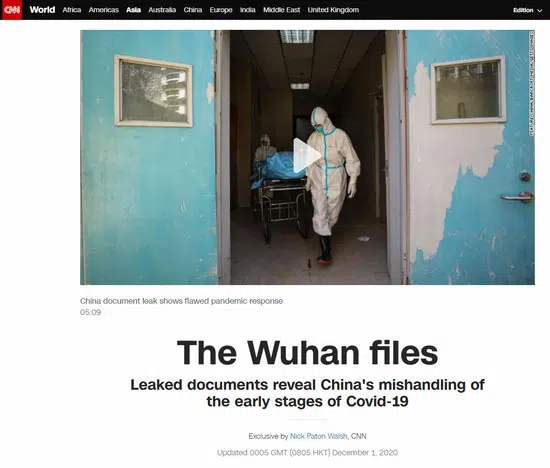 CNN World Africa Americas Asia Australia China Europe India Middle East United Kingdom Edition
China document leak shows flawed pandemic response
05:09
The Wuhan files
Leaked documents reveal China's mishandling of
the early stages of Covid-19
Exclusive by Nick Paton Walsh, CNN
Updated 0005 GMT (0805 HKT) December 1, 2020